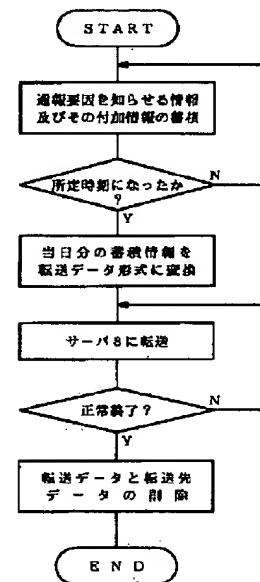 START
通報要因を知らせる情報
及びその付加情報の蓄積
所定時刻になったか
?
N
Y
当日分の蓄積情報を
転送データ形式に変換
サーバ8に転送
正常終了?
N
Y
転送データと転送先
データの削除
END